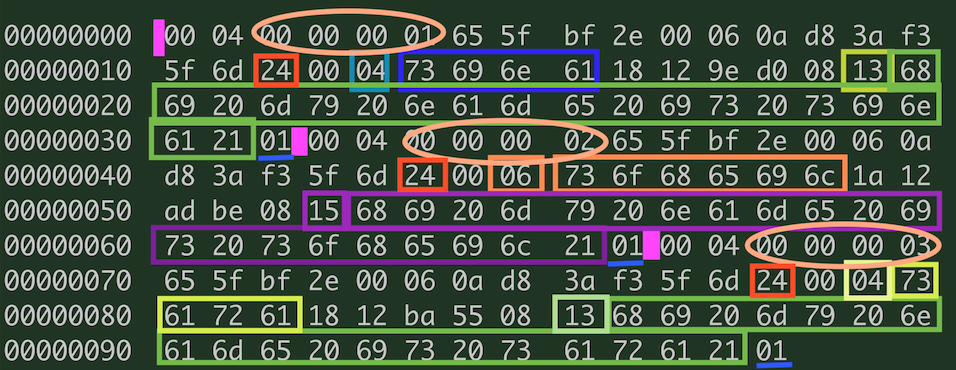 00000000 00 04 00 00 00 01 65 5f bf 2e 00 06 0a d8 3a f3
00000010 5f 6d 24 00 04 73 69 6e 61 18 12 9e d0 08 13 68
00000020 69 20 6d 79 20 6e 61 6d 65 20 69 73 20 73 69 6e
00000030 61 21 01 00 04 00 00 00 02 65 5f bf 2e 00 06 0a
00000040 d8 3a f3 5f 6d 24 00 06 73 6f 68 65 69 6c 1a 12
00000050 ad be 08 15 68 69 20 6d 79 20 6e 61 6d 65 20 69
00000060 73 20 73 6f 68 65 69 6c 21 01 00 04 00 00 00 03
00000070 65 5f bf 2e 00 06 0a d8 3a f3 5f 6d 24 00 04 73
00000080 61 72 61 18 12 ba 55 08 13 68 69 20 6d 79 20 6e
00000090 61 6d 65 20 69 73 20 73 61 72 61 21 01